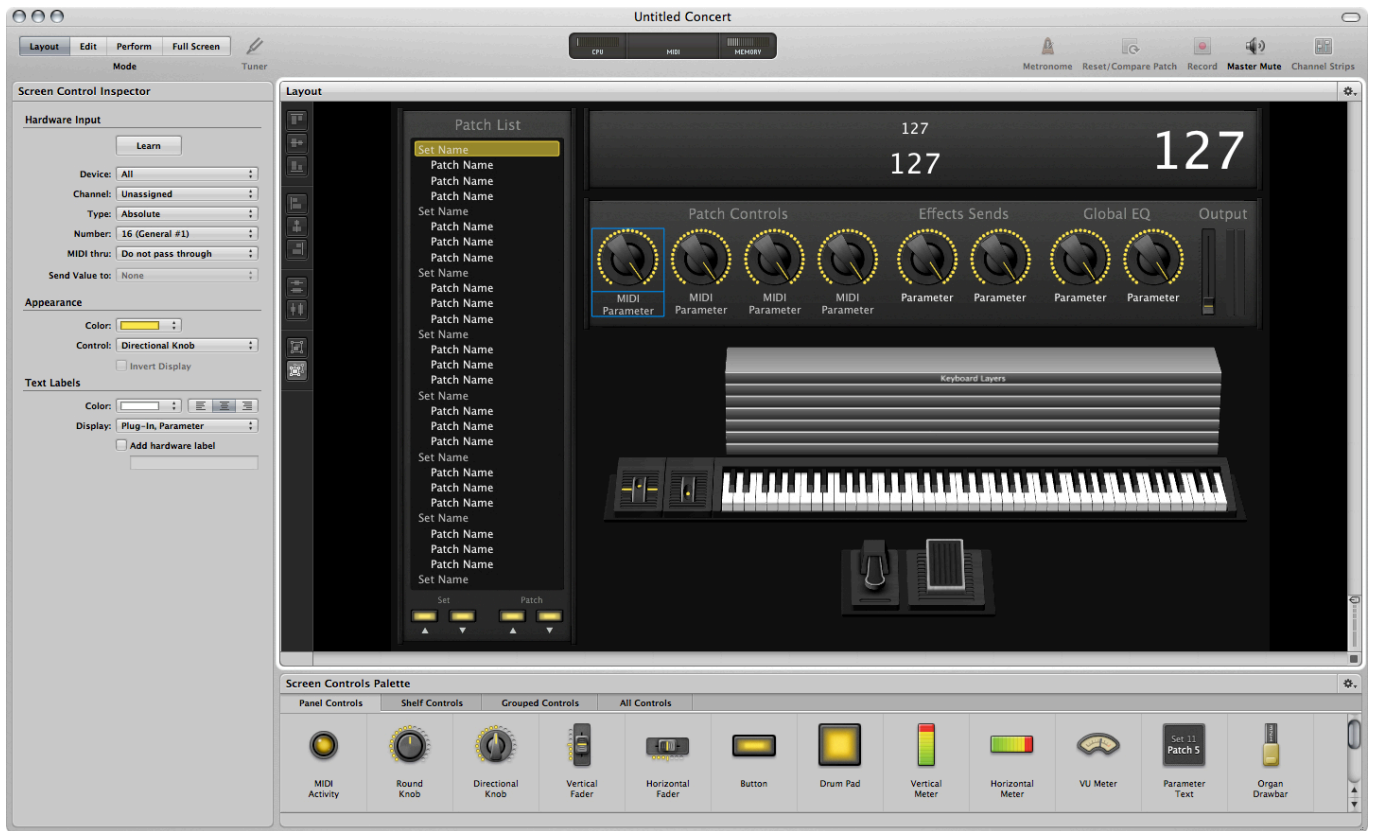 Untitled Concert
Layout Edit Perform Full Screen
Mode
Tuner
CPU MIDI MEMORY
Metronome Reset/Compare Patch Record Master Mute Channel Strips
Screen Control Inspector
Hardware Input
Learn
Device: All
Channel: Unassigned
Type: Absolute
Number: 16 (General #1)
MIDI thru: Do not pass through
Send Value to: None
Appearance
Color:
Control: Directional Knob
Invert Display
Text Labels
Color:
Display: Plug-In, Parameter
Add hardware label
Layout
Patch List
Set Name
Patch Name
Patch Name
Patch Name
Set Name
Patch Name
Patch Name
Patch Name
Set Name
Patch Name
Patch Name
Patch Name
Set Name
Patch Name
Patch Name
Patch Name
Set Name
Patch Name
Patch Name
Patch Name
Set Name
Patch Name
Patch Name
Patch Name
Set Name
Patch Name
Patch Name
Patch Name
Set Name
Set Patch
127
127
127
Patch Controls Effects Sends Global EQ Output
MIDI Parameter
MIDI Parameter
MIDI Parameter
MIDI Parameter
Parameter Parameter Parameter Parameter
Keyboard Layers
Screen Controls Palette
Panel Controls Shelf Controls Grouped Controls All Controls
MIDI Activity
Round Knob
Directional Knob
Vertical Fader
Horizontal Fader
Button
Drum Pad
Vertical Meter
Horizontal Meter
VU Meter
Set 11
Patch 5
Parameter Text
Organ Drawbar